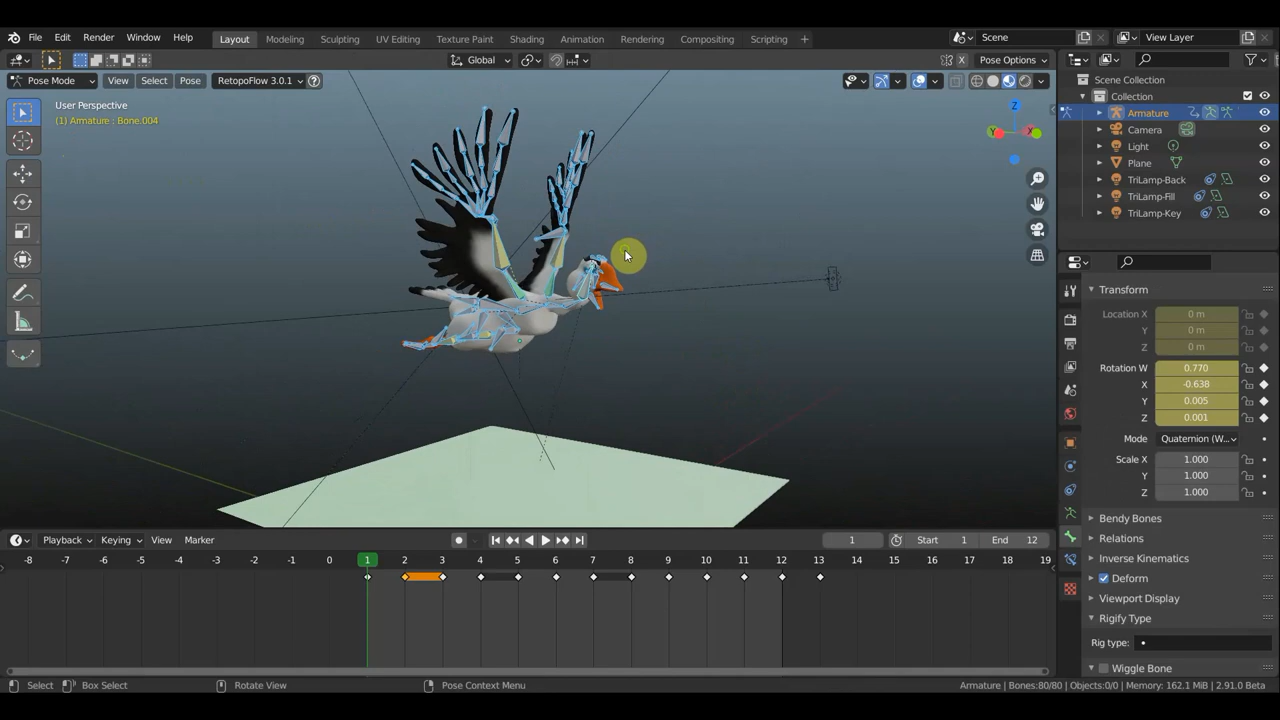 File Edit Render Window Help
Layout Modeling Sculpting UV Editing Texture Paint Shading Animation Rendering Compositing Scripting +
Scene View Layer
Global X Pose Options
Pose Mode View Select Pose RetopoFlow 3.0.1 ?
User Perspective
(1) Armature : Bone.004
Z
Y X
Scene Collection
Collection
Armature
Camera
Light
Plane
TriLamp-Back
TriLamp-Fill
TriLamp-Key
Transform
Location X 0 m
Y 0 m
Z 0 m
Rotation W 0.770
X -0.638
Y 0.005
Z 0.001
Mode Quaternion (W...
Scale X 1.000
Y 1.000
Z 1.000
Bendy Bones
Relations
Inverse Kinematics
Deform
Viewport Display
Rigify Type
Rig type:
Wiggle Bone
Playback Keying View Marker 1 Start 1 End 12
-8 -7 -6 -5 -4 -3 -2 -1 0 1 2 3 4 5 6 7 8 9 10 11 12 13 14 15 16 17 18 19
Select Box Select Rotate View Pose Context Menu Armature | Bones:80/80 | Objects:0/0 | Memory: 162.1 MiB | 2.91.0 Beta